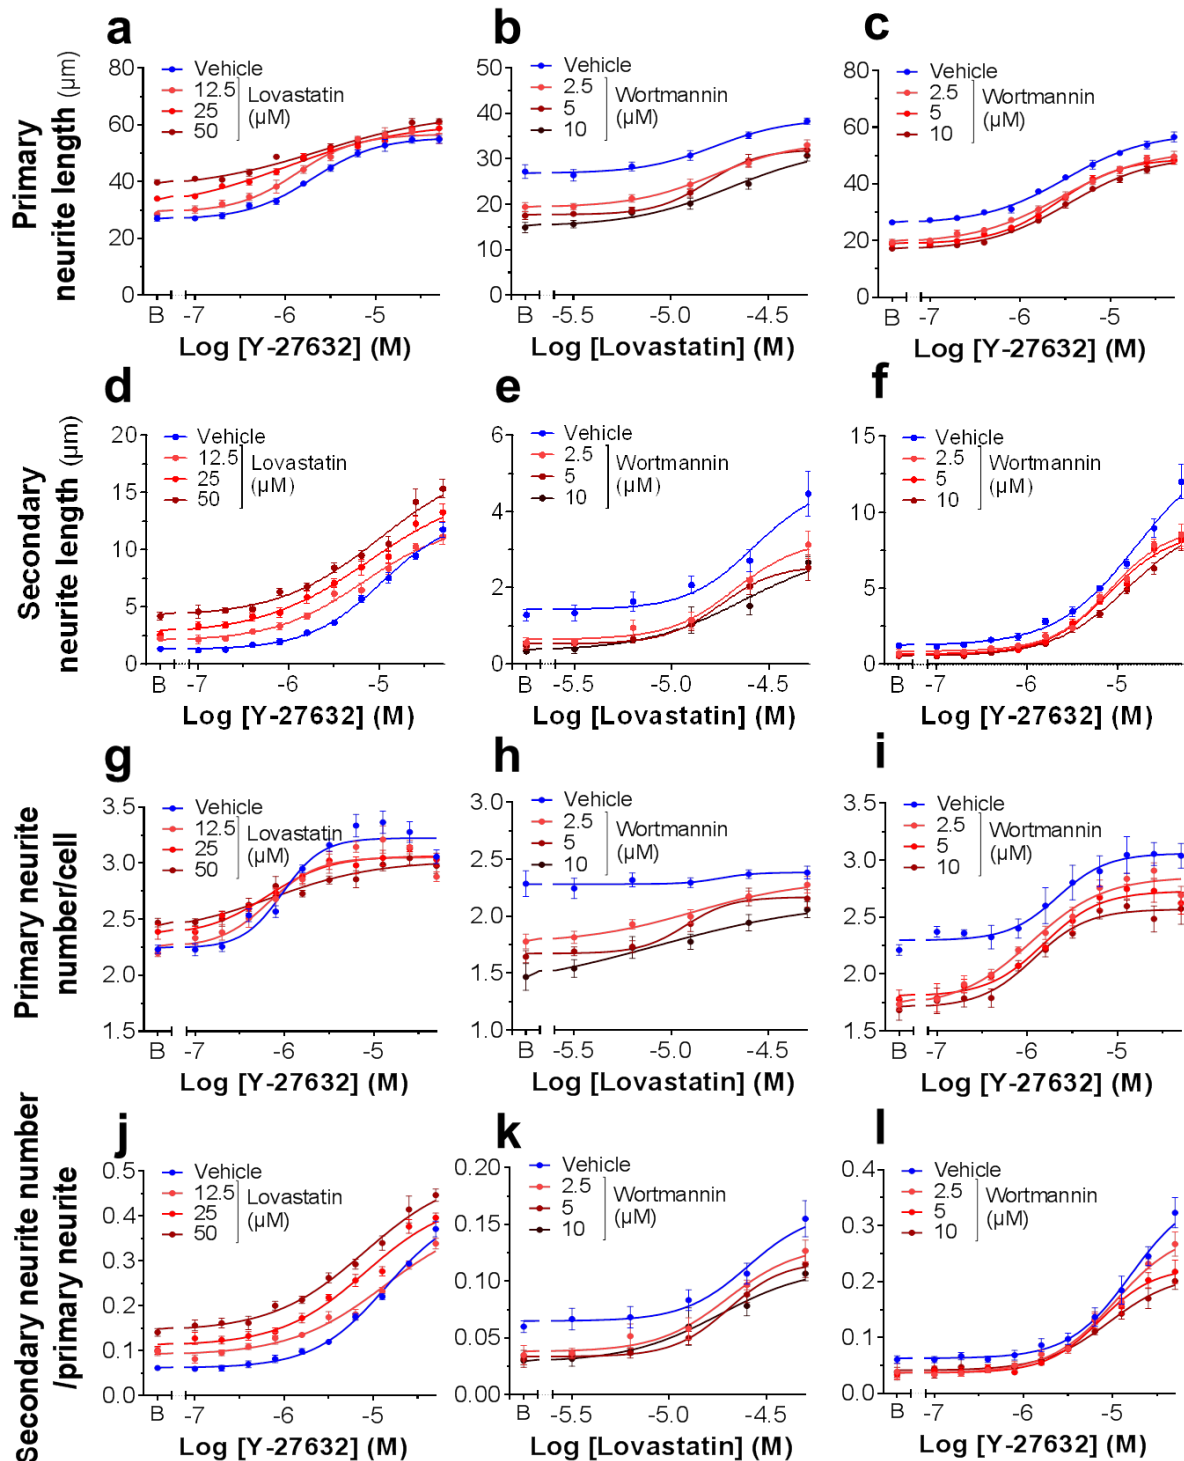 a
b
c
Primary
neurite length (µm)
80
60
40
20
0
Vehicle
12.5
25
50
Lovastatin
(µM)
B
-7
-6
-5
Log [Y-27632] (M)
50
40
30
20
10
0
Vehicle
2.5
5
10
Wortmannin
(µM)
B
-5.5
-5.0
-4.5
Log [Lovastatin] (M)
80
60
40
20
0
Vehicle
2.5
5
10
Wortmannin
(µM)
B
-7
-6
-5
Log [Y-27632] (M)
d
e
f
Secondary
neurite length (µm)
20
15
10
5
0
Vehicle
12.5
25
50
Lovastatin
(µM)
B
-7
-6
-5
Log [Y-27632] (M)
6
4
2
0
Vehicle
2.5
5
10
Wortmannin
(µM)
B
-5.5
-5.0
-4.5
Log [Lovastatin] (M)
15
10
5
0
Vehicle
2.5
5
10
Wortmannin
(µM)
B
-7
-6
-5
Log [Y-27632] (M)
g
h
i
Primary neurite
number/cell
3.5
3.0
2.5
2.0
1.5
Vehicle
12.5
25
50
Lovastatin
(µM)
B
-7
-6
-5
Log [Y-27632] (M)
3.0
2.5
2.0
1.5
1.0
Vehicle
2.5
5
10
Wortmannin
(µM)
B
-5.5
-5.0
-4.5
Log [Lovastatin] (M)
3.5
3.0
2.5
2.0
1.5
Vehicle
2.5
5
10
Wortmannin
(µM)
B
-7
-6
-5
Log [Y-27632] (M)
j
k
l
Secondary neurite number
/primary neurite
0.5
0.4
0.3
0.2
0.1
0.0
Vehicle
12.5
25
50
Lovastatin
(µM)
B
-7
-6
-5
Log [Y-27632] (M)
0.20
0.15
0.10
0.05
0.00
Vehicle
2.5
5
10
Wortmannin
(µM)
B
-5.5
-5.0
-4.5
Log [Lovastatin] (M)
0.4
0.3
0.2
0.1
0.0
Vehicle
2.5
5
10
Wortmannin
(µM)
B
-7
-6
-5
Log [Y-27632] (M)